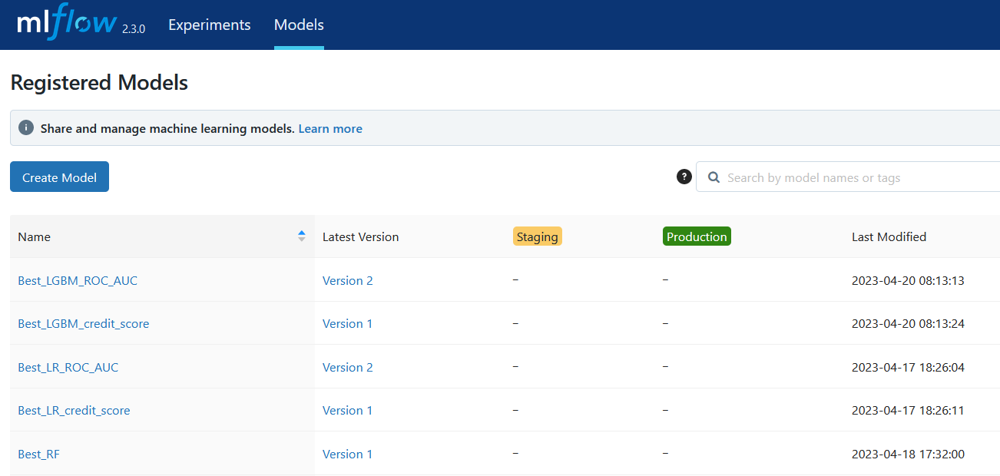 mlflow 2.3.0 Experiments Models
Registered Models
i Share and manage machine learning models. Learn more
Create Model ? Search by model names or tags
Name Latest Version Staging Production Last Modified
Best_LGBM_ROC_AUC Version 2 – – 2023-04-20 08:13:13
Best_LGBM_credit_score Version 1 – – 2023-04-20 08:13:24
Best_LR_ROC_AUC Version 2 – – 2023-04-17 18:26:04
Best_LR_credit_score Version 1 – – 2023-04-17 18:26:11
Best_RF Version 1 – – 2023-04-18 17:32:00